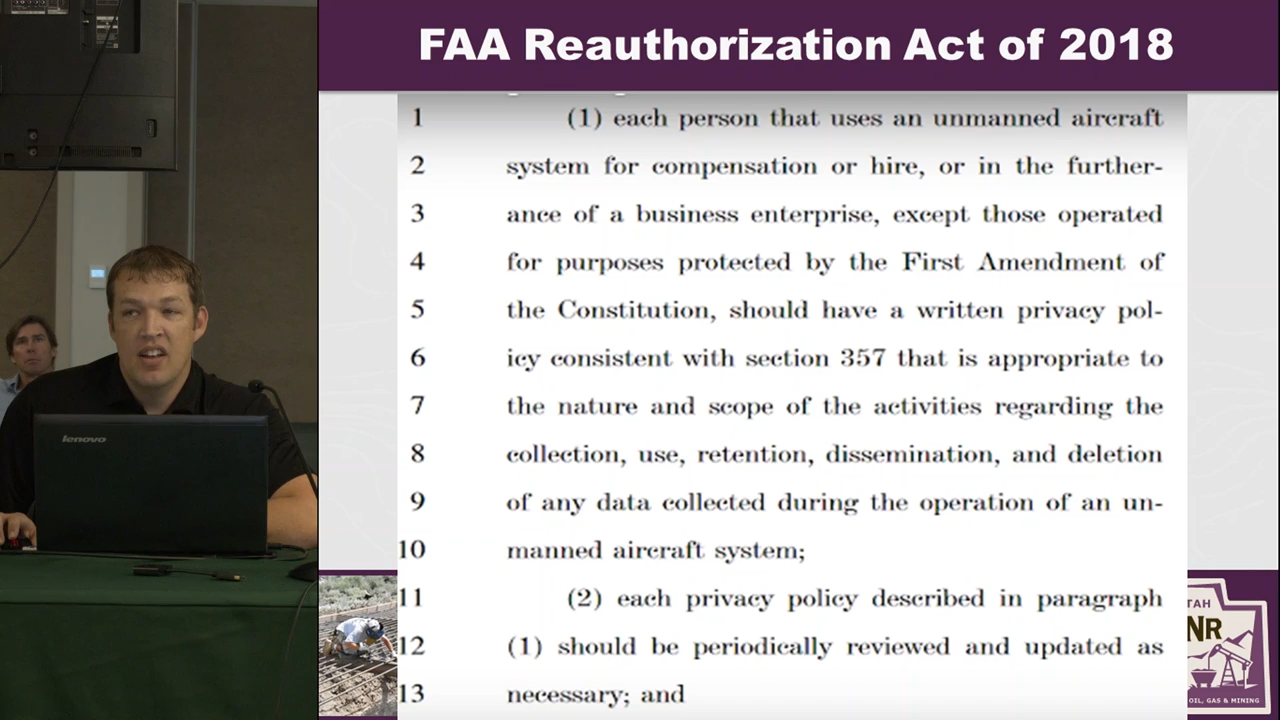 FAA Reauthorization Act of 2018
1 (1) each person that uses an unmanned aircraft
2 system for compensation or hire, or in the further-
3 ance of a business enterprise, except those operated
4 for purposes protected by the First Amendment of
5 the Constitution, should have a written privacy pol-
6 icy consistent with section 357 that is appropriate to
7 the nature and scope of the activities regarding the
8 collection, use, retention, dissemination, and deletion
9 of any data collected during the operation of an un-
10 manned aircraft system;
11 (2) each privacy policy described in paragraph
12 (1) should be periodically reviewed and updated as
13 necessary; and
lenovo
TAH
NR
OIL, GAS & MINING